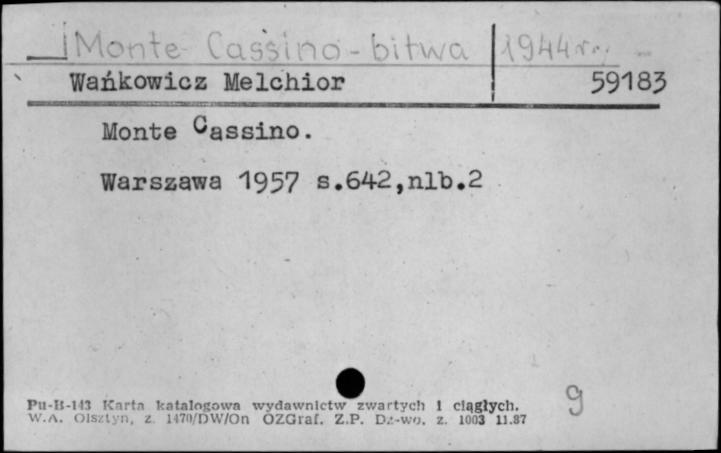 Monte Cassino - bitwa 1944 r.
Wańkowicz Melchior 59183
Monte Cassino.
Warszawa 1957 s.642,nlb.2
9
Pu-B-143 Karta katalogowa wydawnictw zwartych i ciągłych.
W.A. Olsztyn, z. 1470/DW/On OZGraf. Z.P. Dz-wo. z. 1003 11.87